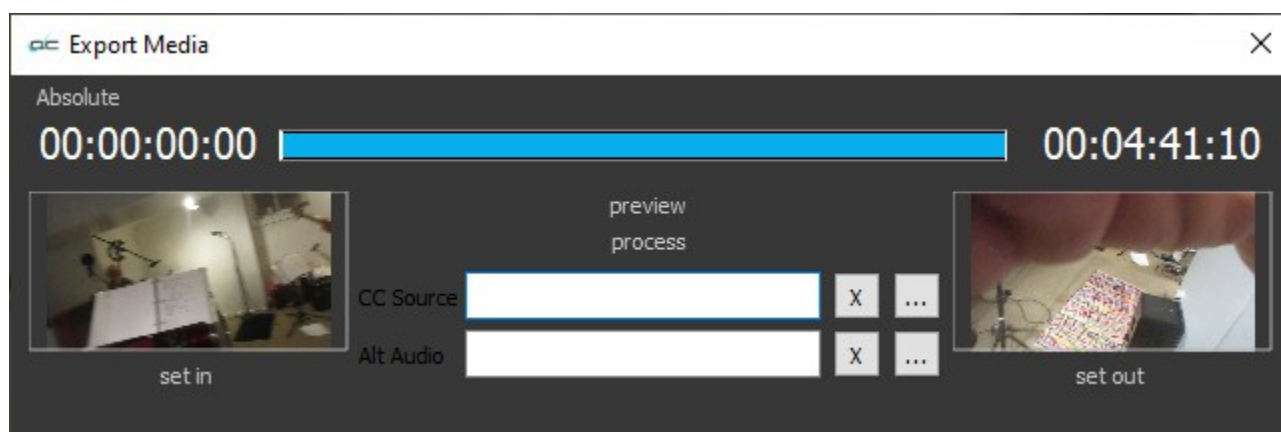 Export Media
Absolute
00:00:00:00 00:04:41:10
preview
process
CC Source X ...
Alt Audio X ...
set in set out